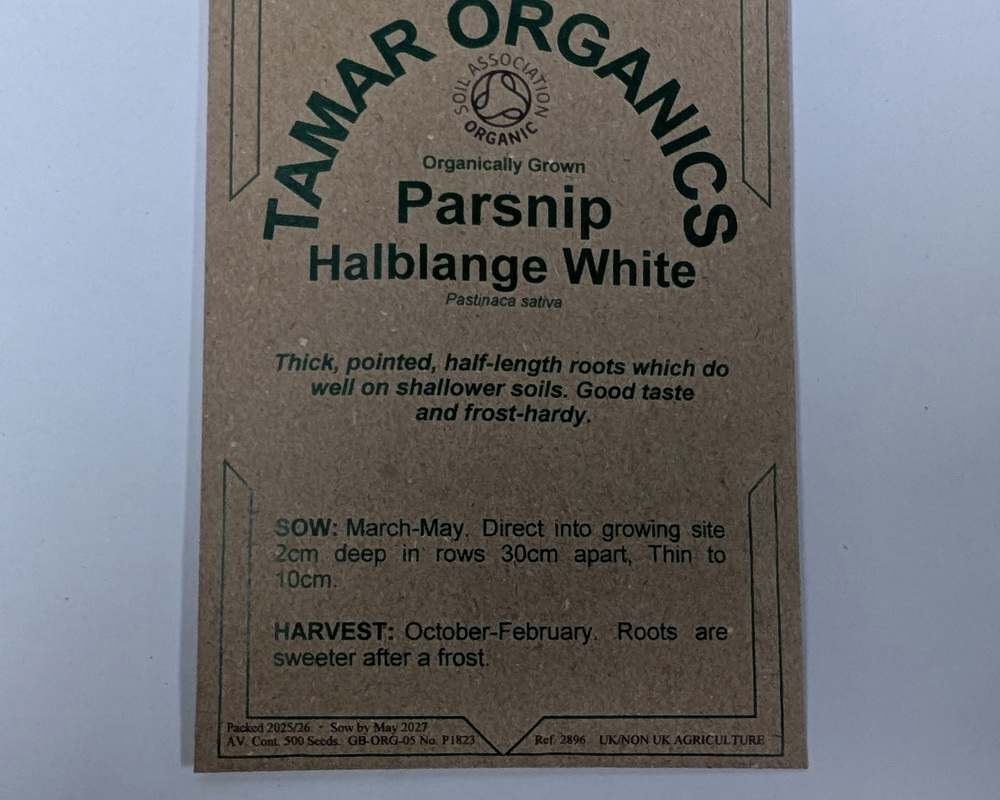 TAMAR ORGANICS
SOIL ASSOCIATION
ORGANIC
Organically Grown
Parsnip
Halblange White
Pastinaca sativa
Thick, pointed, half-length roots which do
well on shallower soils. Good taste
and frost-hardy.
SOW: March-May. Direct into growing site
2cm deep in rows 30cm apart, Thin to
10cm.
HARVEST: October-February. Roots are
sweeter after a frost.
Packed 2025/26 · Sow by May 2027
AV. Cont. 500 Seeds. GB-ORG-05 No. P1823
Ref: 2896 UK/NON UK AGRICULTURE